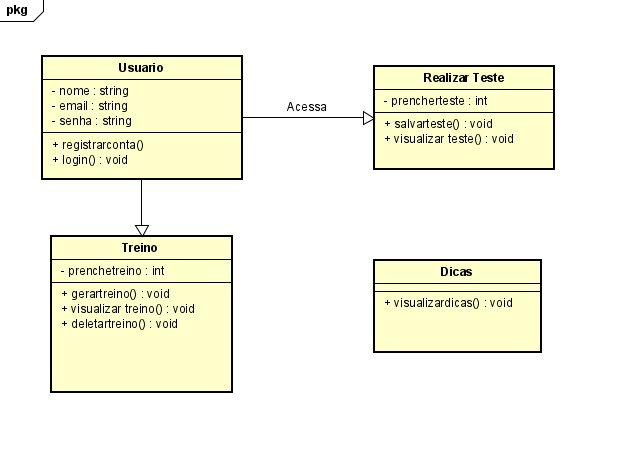 pkg
Usuario
- nome : string
- email : string
- senha : string
+ registrarconta()
+ login() : void
Acessa
Realizar Teste
- prencherteste : int
+ salvarteste() : void
+ visualizar teste() : void
Treino
- prenchetreino : int
+ gerartreino() : void
+ visualizar treino() : void
+ deletartreino() : void
Dicas
+ visualizardicas() : void